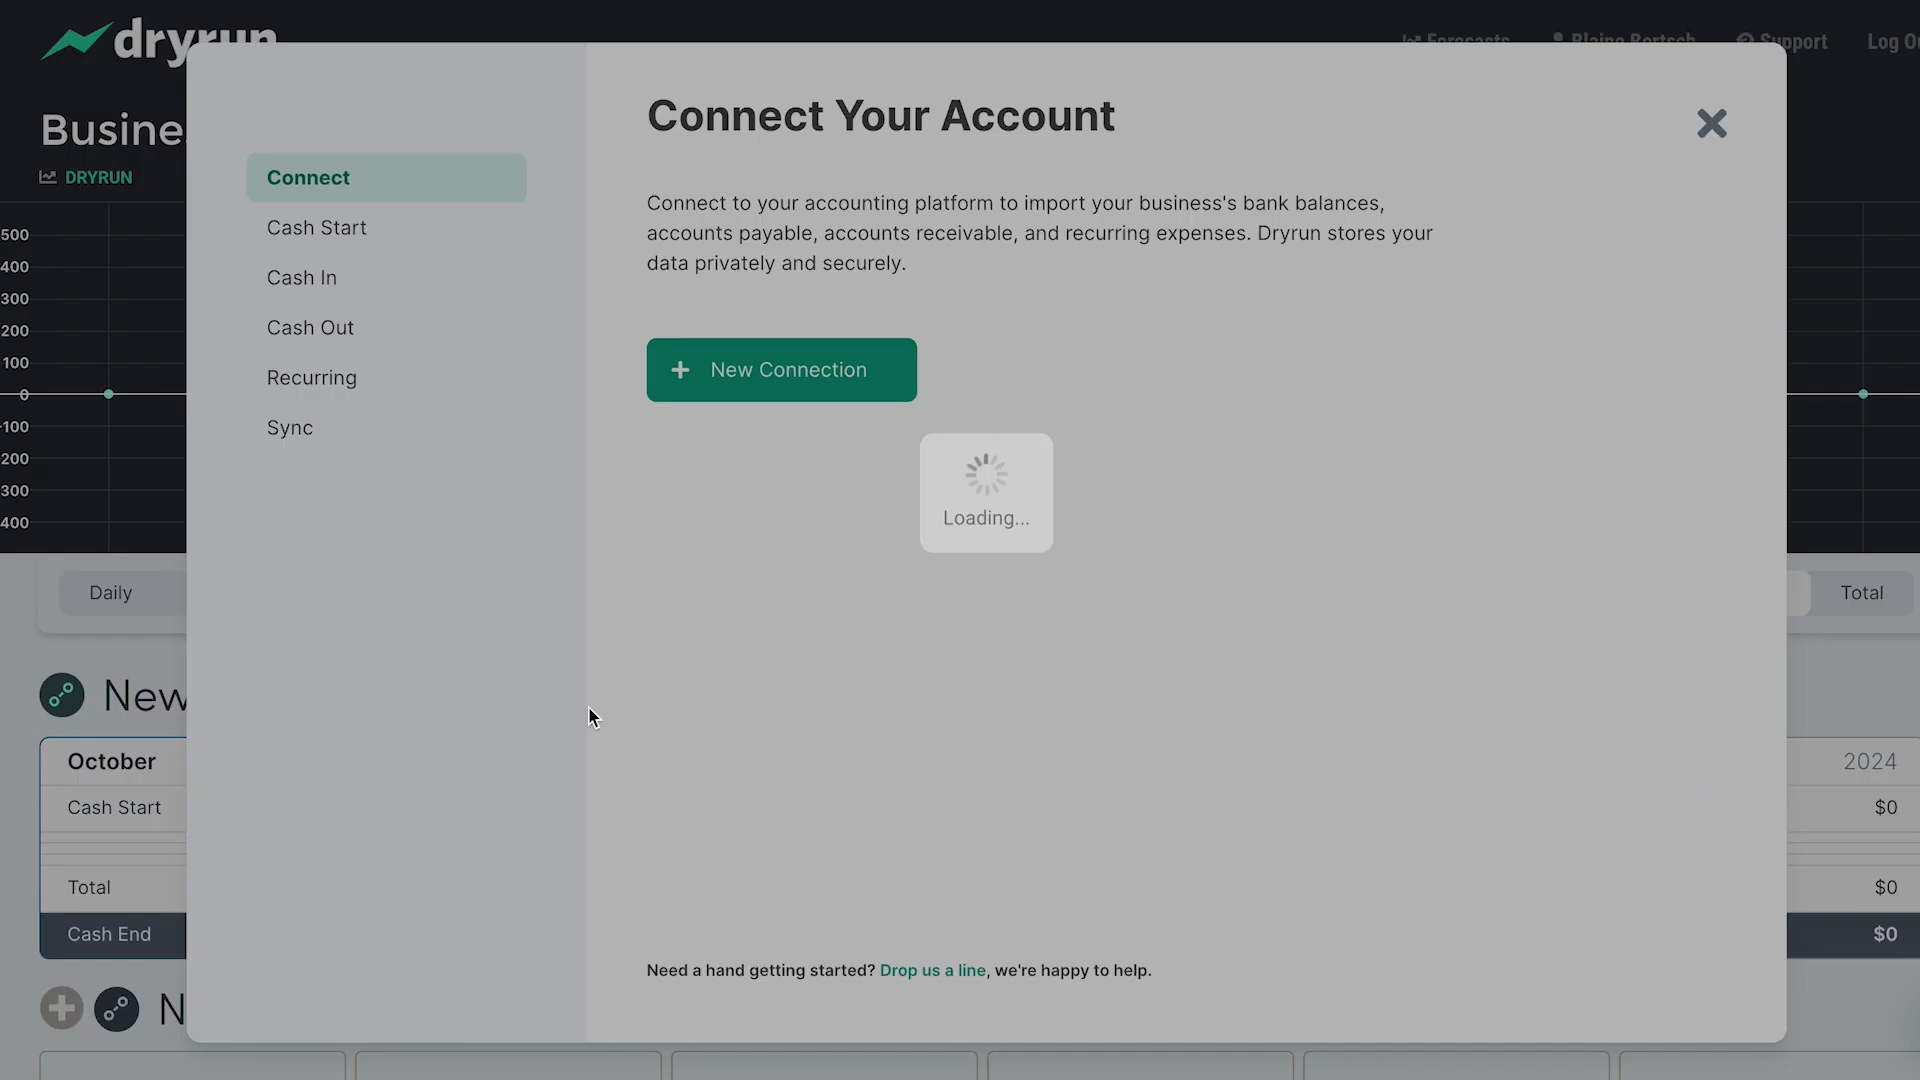 dryrun
Forecasts Blaine Bertsch Support Log
Connect Your Account
DRYRUN
Connect
Cash Start
Cash In
Cash Out
Recurring
Sync
Connect to your accounting platform to import your business's bank balances,
accounts payable, accounts receivable, and recurring expenses. Dryrun stores your
data privately and securely.
+ New Connection
Loading...
500
400
300
200
100
0
-100
200
300
400
Daily
Total
New
October
2024
Cash Start
$0
Total
$0
Cash End
$0
Need a hand getting started? Drop us a line, we're happy to help.